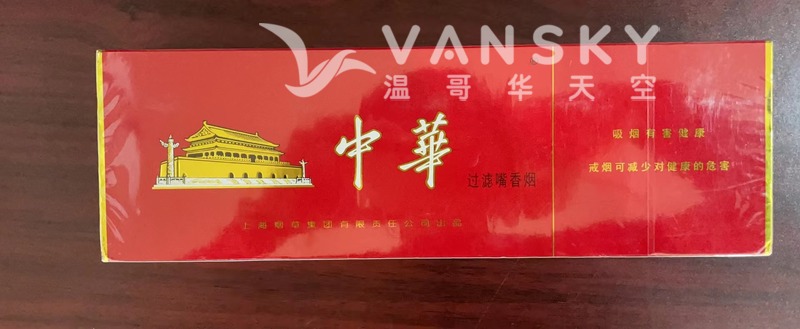 VANSKY
温哥华天空
中華
过滤嘴香烟
上海烟草集团有限责任公司出品
吸烟有害健康
戒烟可减少对健康的危害